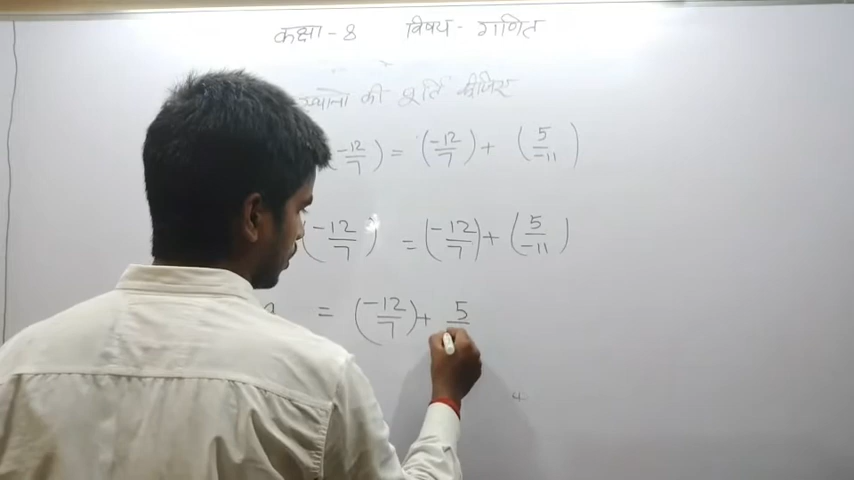 कक्षा - 8 विषय - गणित
की पूर्ति कीजिए
(-12/7) = (-12/7) + (5/-11)
(-12/7) = (-12/7) + (5/-11)
= (-12/7) + 5